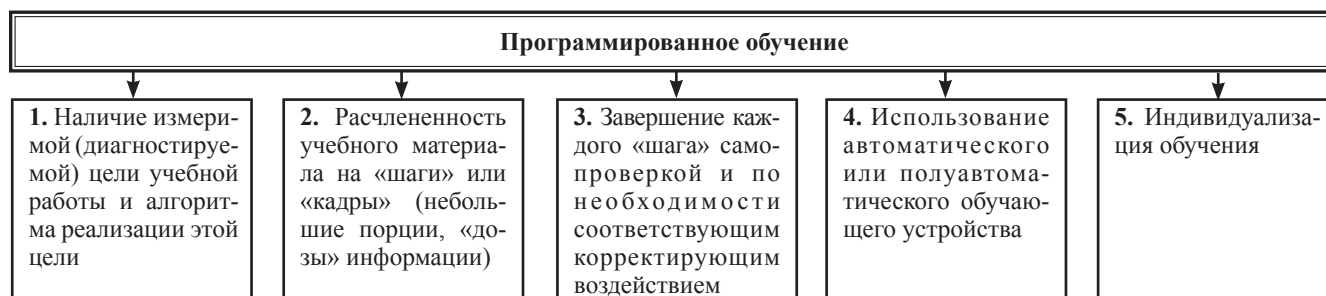 Программированное обучение
1. Наличие измери-
мой (диагностируе-
мой) цели учебной
работы и алгорит-
ма реализации этой
цели
2. Расчлененность
учебного материа-
ла на «шаги» или
«кадры» (неболь-
шие порции, «до-
зы» информации)
3. Завершение каж-
дого «шага» само-
проверкой и по
необходимости
соответствующим
корректирующим
воздействием
4. Использование
автоматического
или полуавтома-
тического обучаю-
щего устройства
5. Индивидуализа-
ция обучения